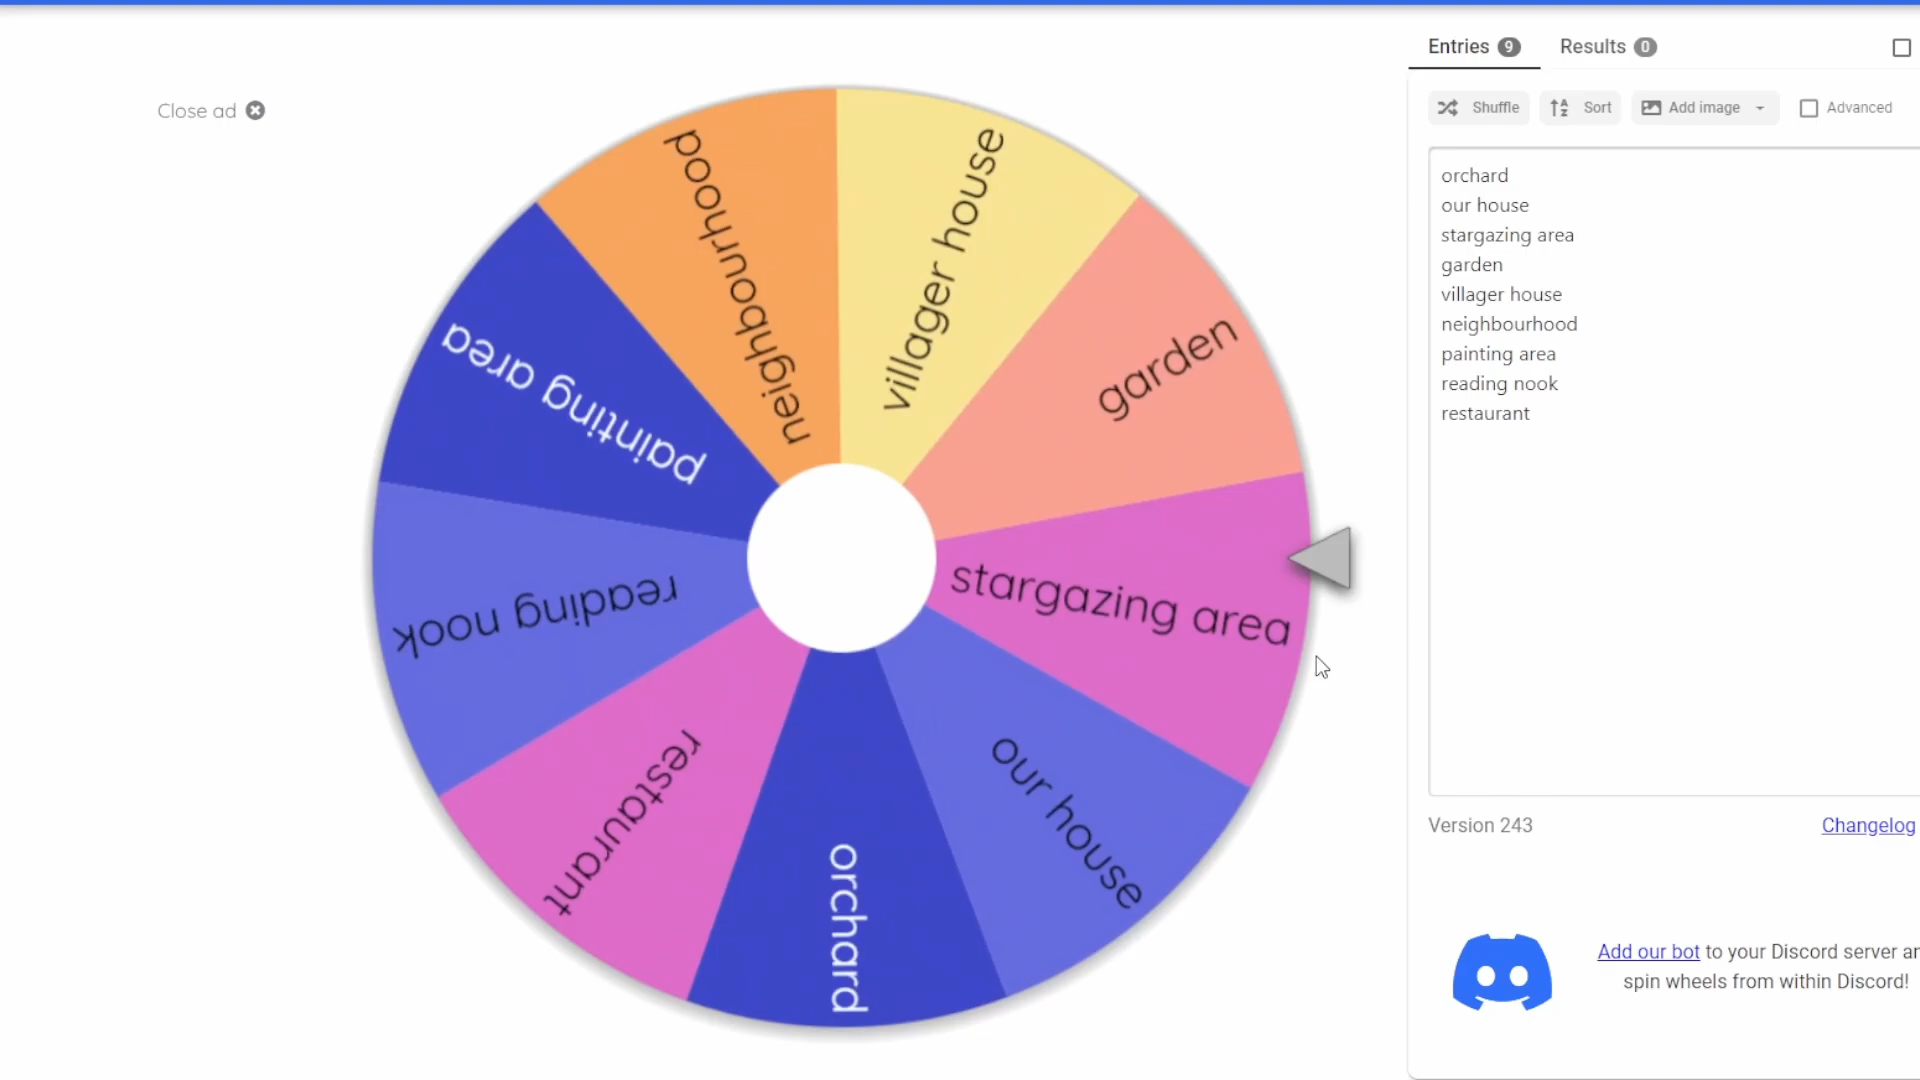 Entries 9 Results 0
Close ad
Shuffle Sort Add image Advanced
orchard
our house
stargazing area
garden
villager house
neighbourhood
painting area
reading nook
restaurant
neighbourhood
villager house
garden
stargazing area
our house
orchard
restaurant
reading nook
painting area
Version 243 Changelog
Add our bot to your Discord server
spin wheels from within Discord!